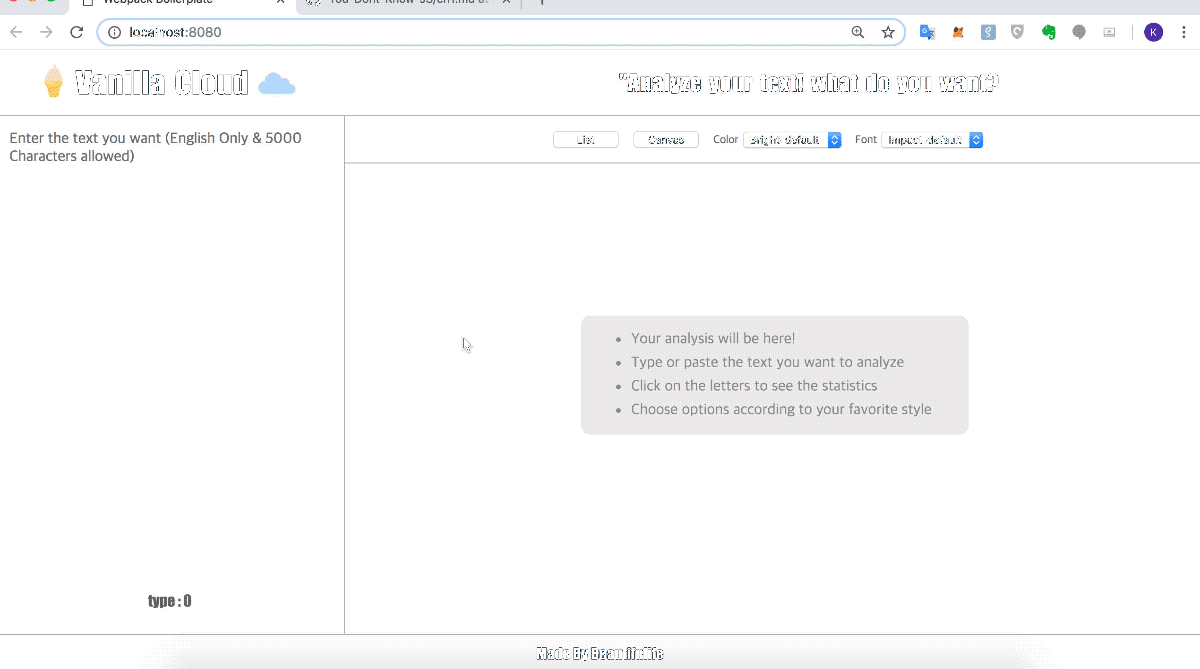 Webpack Boilerplate
You-Dont-Know-JS/ch1.md at
localhost:8080
K
Vanilla Cloud
"Analyze your text! what do you want?
Enter the text you want (English Only & 5000
Characters allowed)
List
Canvas
Color
Bright-default
Font
Impact-default
Your analysis will be here!
Type or paste the text you want to analyze
Click on the letters to see the statistics
Choose options according to your favorite style
type : 0
Made By